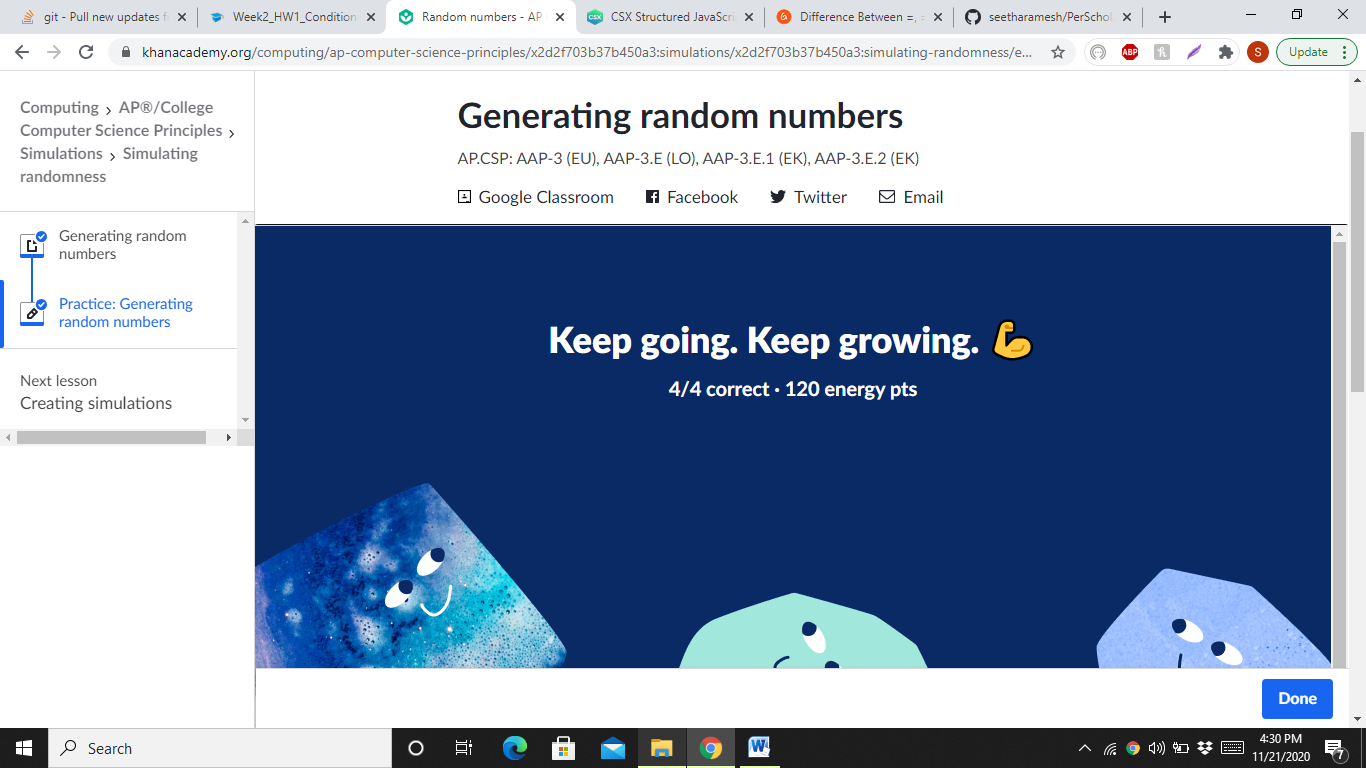 git - Pull new updates f
Week2_HW1_Condition
Random numbers - AP
CSX Structured JavaScri
Difference Between =, =
seetharamesh/PerSchol
khanacademy.org/computing/ap-computer-science-principles/x2d2f703b37b450a3:simulations/x2d2f703b37b450a3:simulating-randomness/e...
ABP
S
Update
Computing > AP®/College
Computer Science Principles >
Simulations > Simulating
randomness
Generating random
numbers
Practice: Generating
random numbers
Next lesson
Creating simulations
Generating random numbers
AP.CSP: AAP-3 (EU), AAP-3.E (LO), AAP-3.E.1 (EK), AAP-3.E.2 (EK)
Google Classroom
Facebook
Twitter
Email
Keep going. Keep growing. 💪
4/4 correct · 120 energy pts
Done
Search
4:30 PM
11/21/2020
7